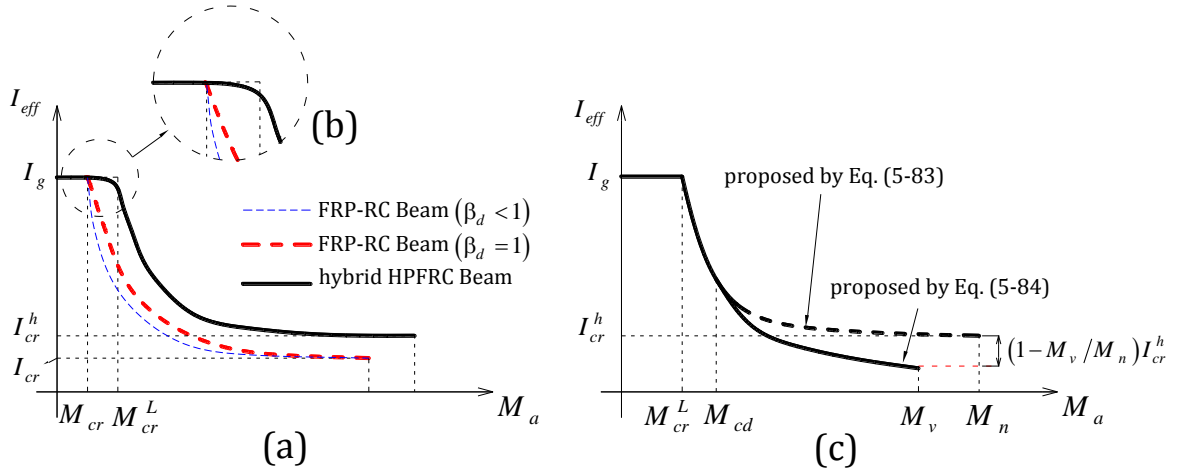 I_eff
I_g
I_cr^h
I_cr
M_cr
M_cr^L
M_a
(a)
(b)
FRP-RC Beam (β_d < 1)
FRP-RC Beam (β_d = 1)
hybrid HPFRC Beam
I_eff
I_g
I_cr^h
proposed by Eq. (5-83)
proposed by Eq. (5-84)
(1 − M_v / M_n) I_cr^h
M_cr^L
M_cd
M_v
M_n
M_a
(c)